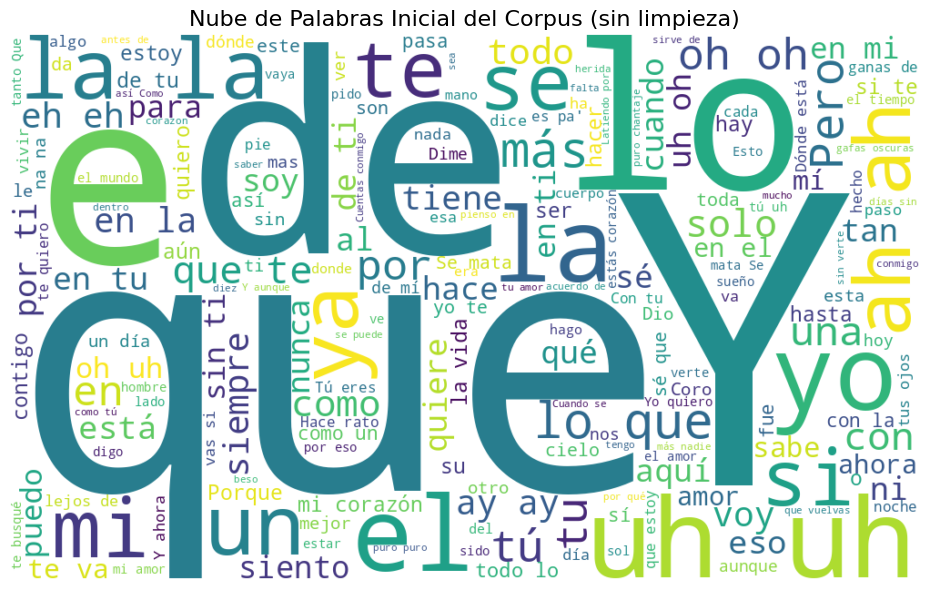 Nube de Palabras Inicial del Corpus (sin limpieza)
tanto Que
algo
da
antes de
así Como
corazon
dónde
estoy
de tu
este
vaya
la la
te
pasa
ver
sea
se
todo
oh oh
sirve de
en mi
ganas de
si te
el tiempo
gafas oscuras
eh eh
para
pido
son
mano
dice
es pa'
herida
falta
ha
hacer
Latiendo por
puro chantaje
cuando
uh oh
lo
cada
hay
Esto
Dónde está
Pero
mí
ah ah
vivir
na na
le
el mundo
dentro
e
quiero
de
pie
saber
mas
soy
así
sin
de ti
Cuentas conmigo
nada
Dime
tiene
esa
pienso en
más
ti
en
ser
cuerpo
toda
mucho
tú uh
solo
en el
hecho
paso
tan
días sin
conmigo
por ti
te quiero
en la
aún
en tu
que te
ti
donde
al
por
de mí
Se mata
era
hace
yo te
la
tu amor
acuerdo de
estás corazón
sé
Con tu
Dio
mata Se
sueño
va
esta
hasta
sin verte
diez
Y aunque
que
Y
un día
oh uh
en
hombre
lado
está
como tú
digo
contigo
vas si
siempre
sin ti
nunca
ya
ve
se puede
Tú eres
como
Hace rato
como un
por eso
quiere
la vida
hago
qué
Cuando se
lo que
nos
cielo
tengo
sé que
verte
Coro
Yo quiero
más nadie
el amor
aquí
fue
una
hoy
yo
tus ojos
con la
con
sabe
ahora
te busqué
puedo
lejos de
Y ahora
mi
te va
mi amor
Porque
beso
un
siento
mi corazón
mejor
estar
puro puro
el
su
otro
del
sido
ay ay
tú
todo lo
día
tu
por qué
sí
sol
uh uh
que estoy
amor
voy
eso
aunque
si
que vuelvas
ni
o
noche